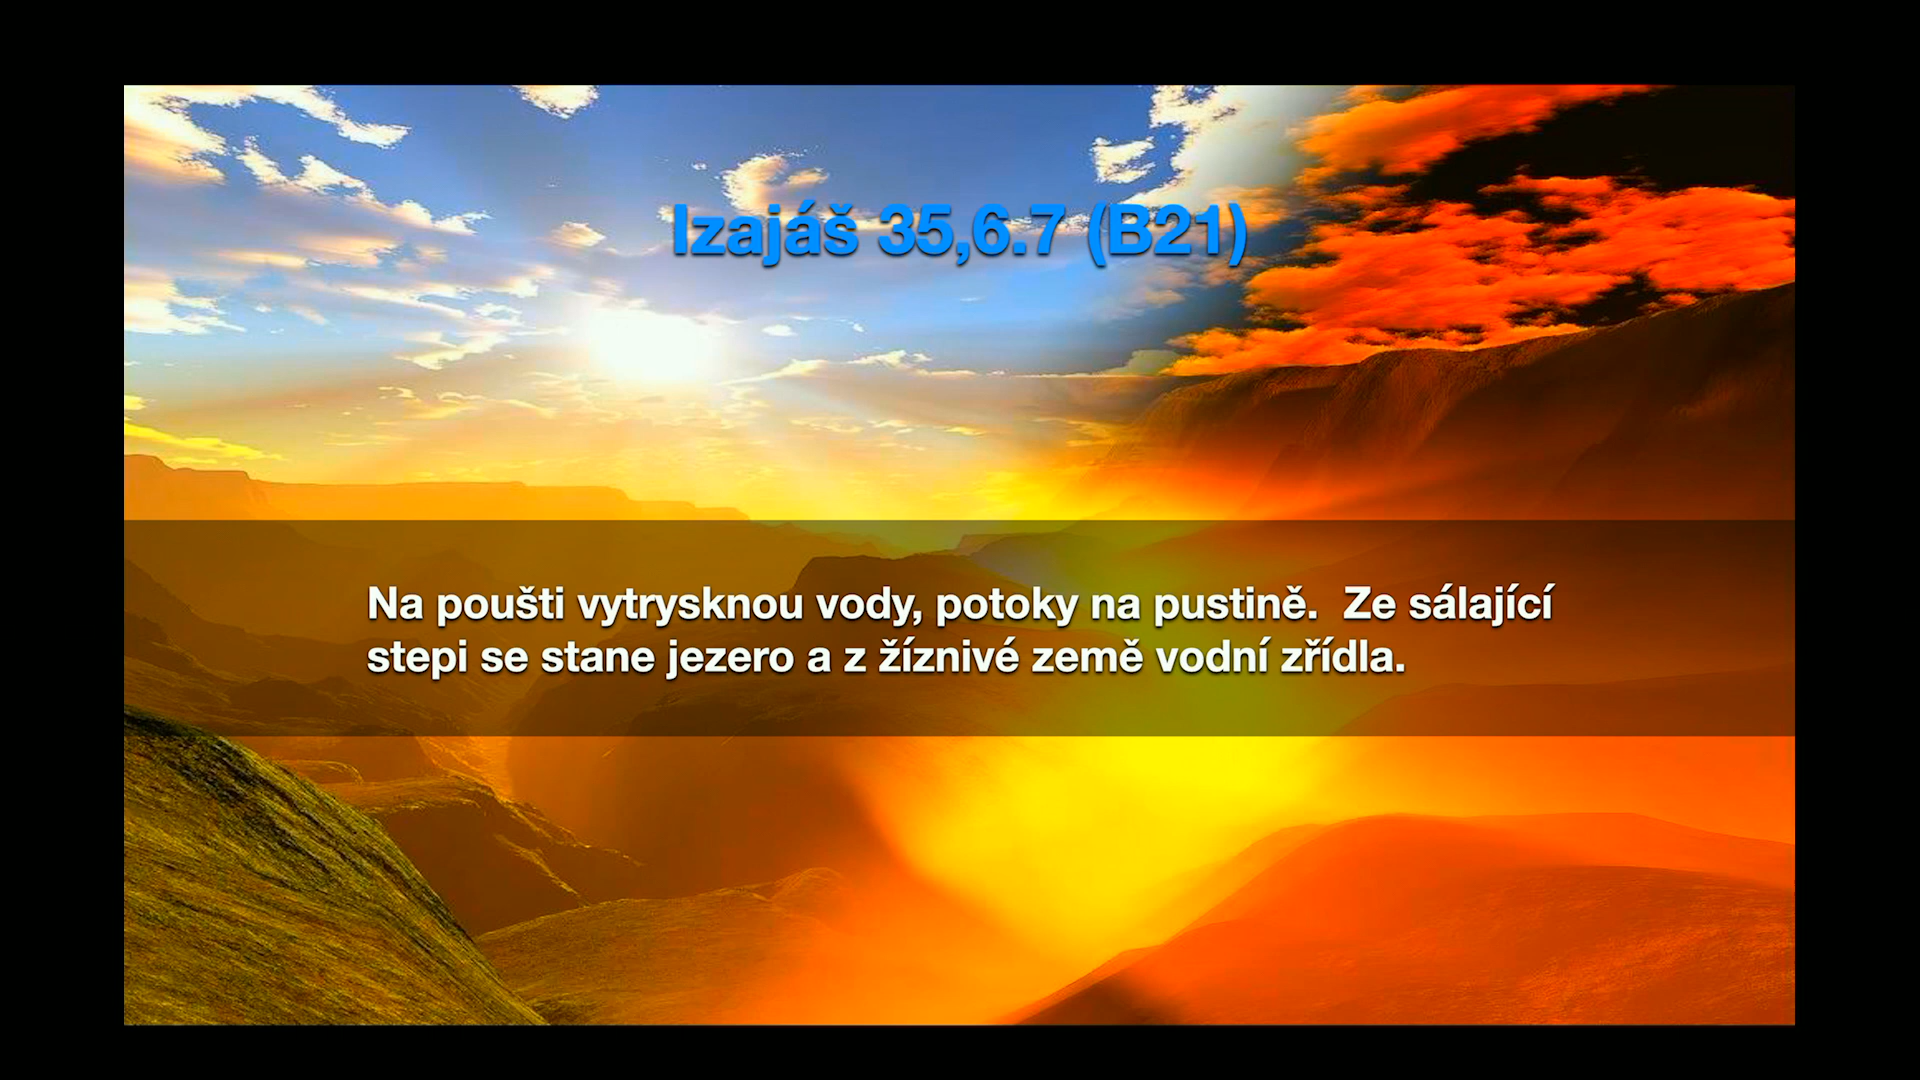 Izajáš 35,6.7 (B21)
Na poušti vytrysknou vody, potoky na pustině.  Ze sálající
stepi se stane jezero a z žíznivé země vodní zřídla.